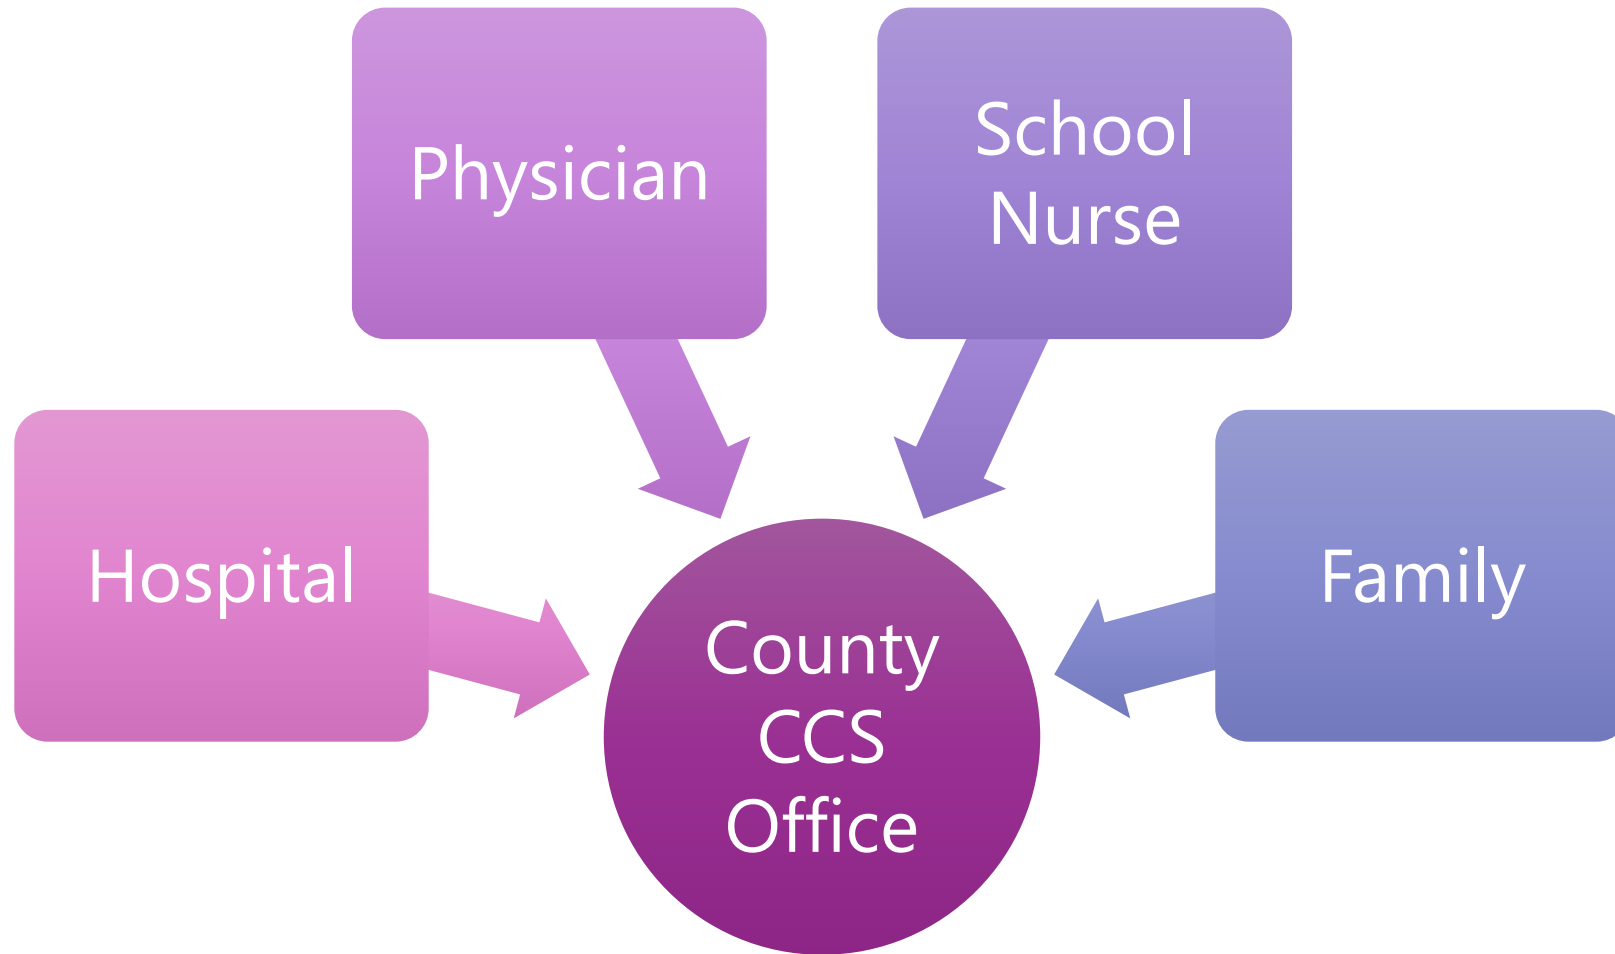 Physician
School
Nurse
Hospital
Family
County
CCS
Office